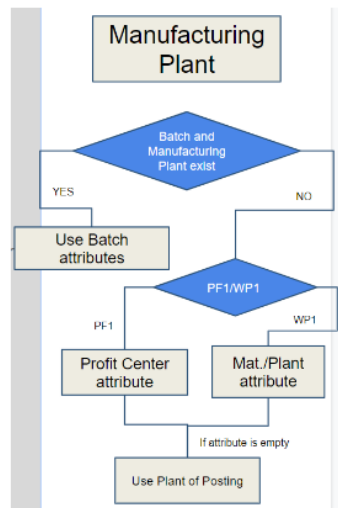 Manufacturing
Plant
Batch and
Manufacturing
Plant exist
YES
NO
Use Batch
attributes
PF1/WP1
PF1
WP1
Profit Center
attribute
Mat./Plant
attribute
If attribute is empty
Use Plant of Posting